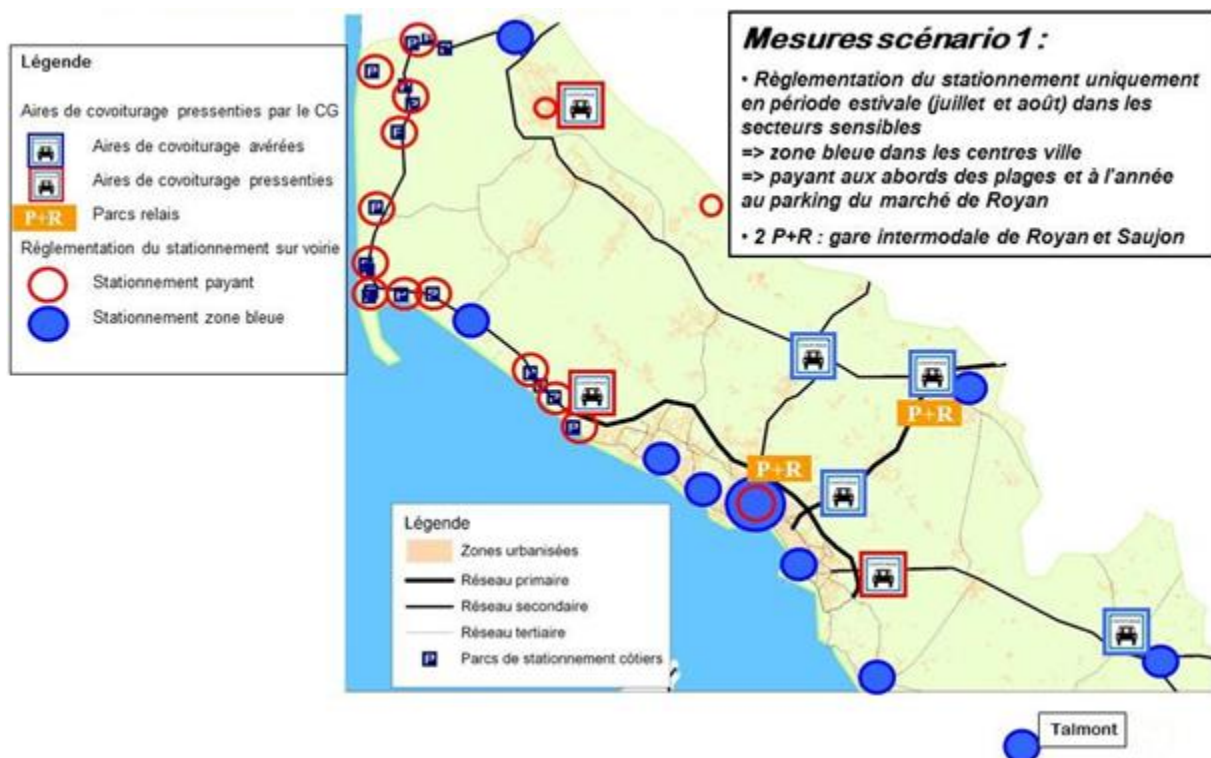 Légende
Aires de covoiturage pressenties par le CG
Aires de covoiturage avérées
Aires de covoiturage pressenties
P+R Parcs relais
Réglementation du stationnement sur voirie
Stationnement payant
Stationnement zone bleue
Mesures scénario 1 :
• Règlementation du stationnement uniquement
en période estivale (juillet et août) dans les
secteurs sensibles
=> zone bleue dans les centres ville
=> payant aux abords des plages et à l'année
au parking du marché de Royan
• 2 P+R : gare intermodale de Royan et Saujon
P+R
P+R
Légende
Zones urbanisées
Réseau primaire
Réseau secondaire
Réseau tertiaire
P Parcs de stationnement côtiers
Talmont